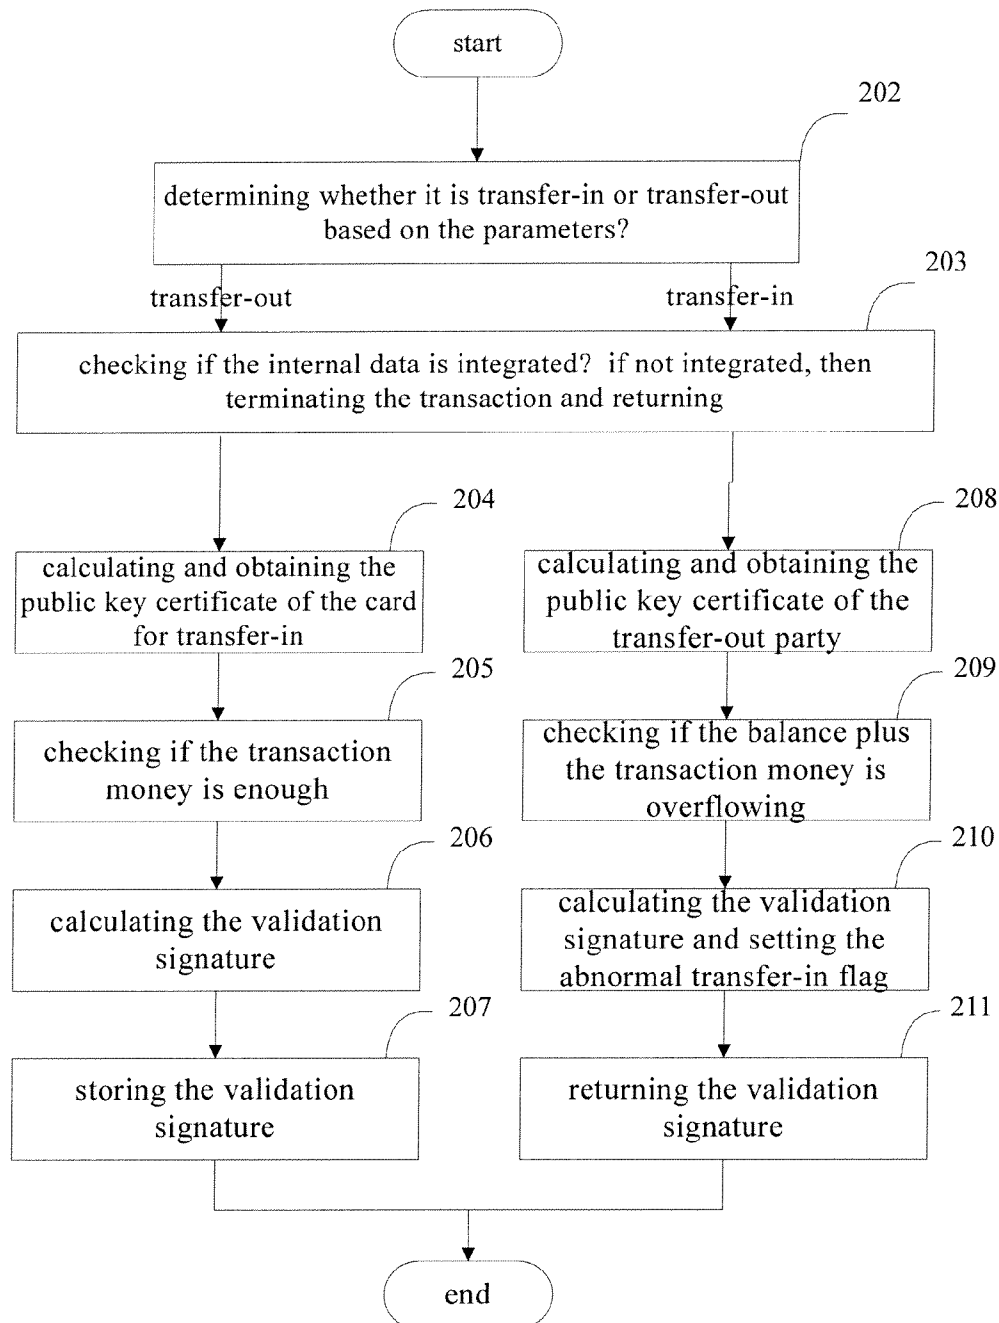 start
202
determining whether it is transfer-in or transfer-out
based on the parameters?
203
transfer-out
transfer-in
checking if the internal data is integrated? if not integrated, then
terminating the transaction and returning
204
calculating and obtaining the
public key certificate of the card
for transfer-in
205
checking if the transaction
money is enough
206
calculating the validation
signature
207
storing the validation
signature
208
calculating and obtaining the
public key certificate of the
transfer-out party
209
checking if the balance plus
the transaction money is
overflowing
210
calculating the validation
signature and setting the
abnormal transfer-in flag
211
returning the validation
signature
end